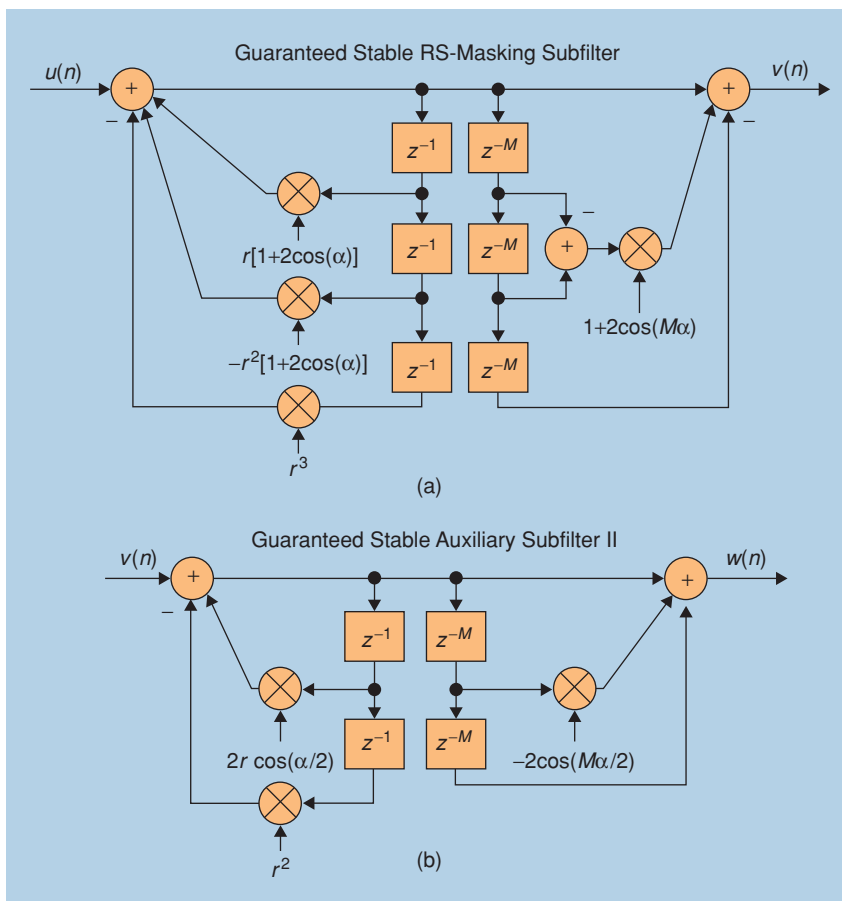 Guaranteed Stable RS-Masking Subfilter
u(n)
v(n)
+
+
−
−
z⁻¹
z⁻ᴹ
−
r[1+2cos(α)]
z⁻¹
z⁻ᴹ
+
1+2cos(Mα)
−r²[1+2cos(α)]
z⁻¹
z⁻ᴹ
r³
(a)
Guaranteed Stable Auxiliary Subfilter II
v(n)
w(n)
+
+
−
z⁻¹
z⁻ᴹ
2r cos(α/2)
z⁻¹
z⁻ᴹ
−2cos(Mα/2)
r²
(b)